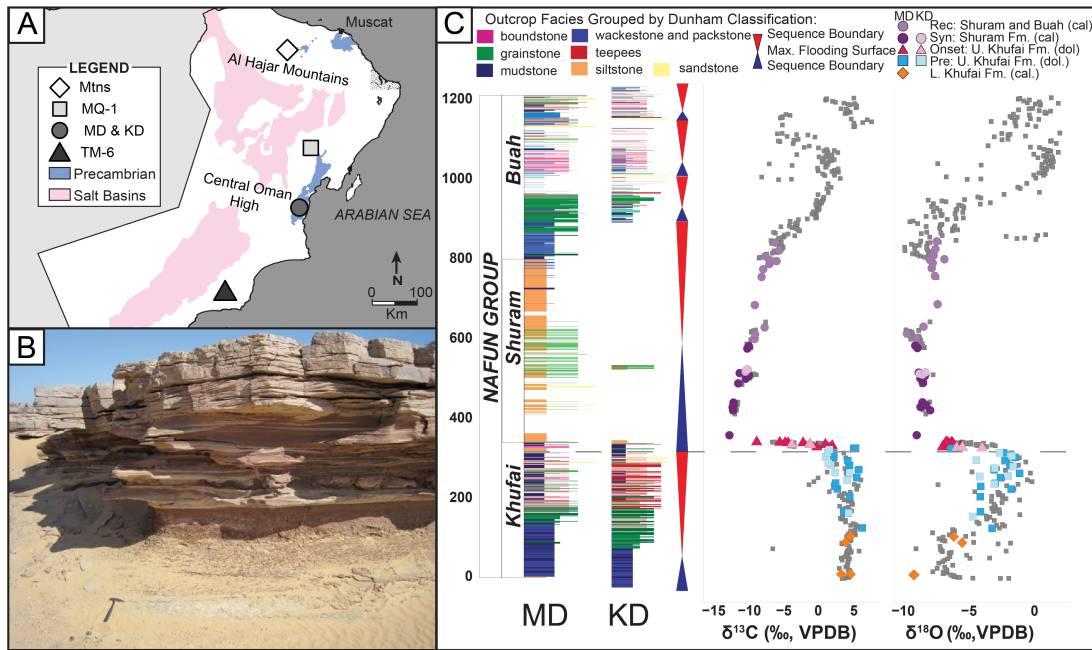 A
Muscat
Al Hajar Mountains
LEGEND
Mtns
MQ-1
MD & KD
TM-6
Precambrian
Salt Basins
Central Oman
High
ARABIAN SEA
N
0 100
Km
B
C
Outcrop Facies Grouped by Dunham Classification:
boundstone
grainstone
mudstone
wackestone and packstone
teepees
siltstone
sandstone
Sequence Boundary
Max. Flooding Surface
Sequence Boundary
MD KD
Rec: Shuram and Buah (cal)
Syn: Shuram Fm. (cal)
Onset: U. Khufai Fm. (dol)
Pre: U. Khufai Fm. (dol.)
L. Khufai Fm. (cal.)
1200
1000
800
600
400
200
0
NAFUN GROUP
Buah
Shuram
Khufai
MD
KD
−15 −10 −5 0 5
δ13C (‰, VPDB)
−10 −5 0
δ18O (‰,VPDB)